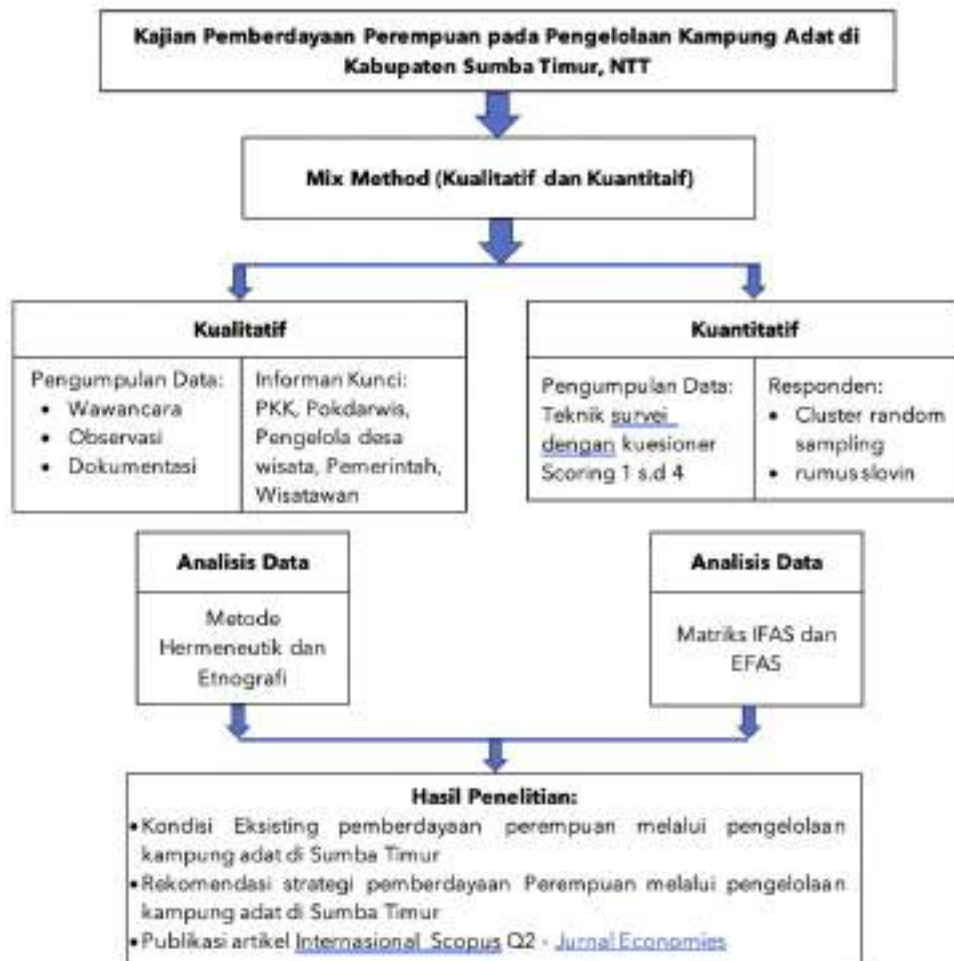 Kajian Pemberdayaan Perempuan pada Pengelolaan Kampung Adat di
Kabupaten Sumba Timur, NTT
Mix Method (Kualitatif dan Kuantitaif)
Kualitatif
Pengumpulan Data:
• Wawancara
• Observasi
• Dokumentasi
Informan Kunci:
PKK, Pokdarwis,
Pengelola desa
wisata, Pemerintah,
Wisatawan
Kuantitatif
Pengumpulan Data:
Teknik survei
dengan kuesioner
Scoring 1 s.d 4
Responden:
• Cluster random
sampling
• rumus slovin
Analisis Data
Metode
Hermeneutik dan
Etnografi
Analisis Data
Matriks IFAS dan
EFAS
Hasil Penelitian:
• Kondisi Eksisting pemberdayaan perempuan melalui pengelolaan
kampung adat di Sumba Timur
• Rekomendasi strategi pemberdayaan Perempuan melalui pengelolaan
kampung adat di Sumba Timur
• Publikasi artikel Internasional Scopus Q2 - Jurnal Economies